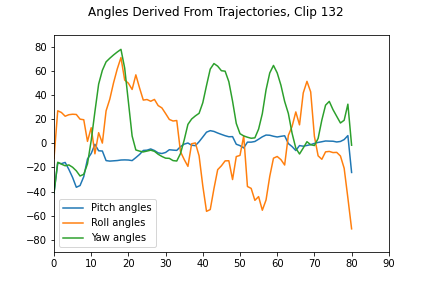 Angles Derived From Trajectories, Clip 132
80
60
40
20
0
−20
−40
−60
−80
Pitch angles
Roll angles
Yaw angles
0 10 20 30 40 50 60 70 80 90